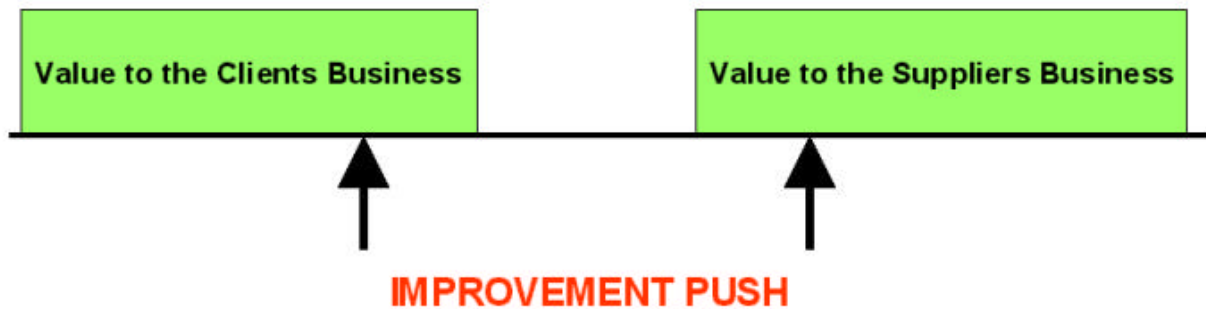 Value to the Clients Business
Value to the Suppliers Business
IMPROVEMENT PUSH